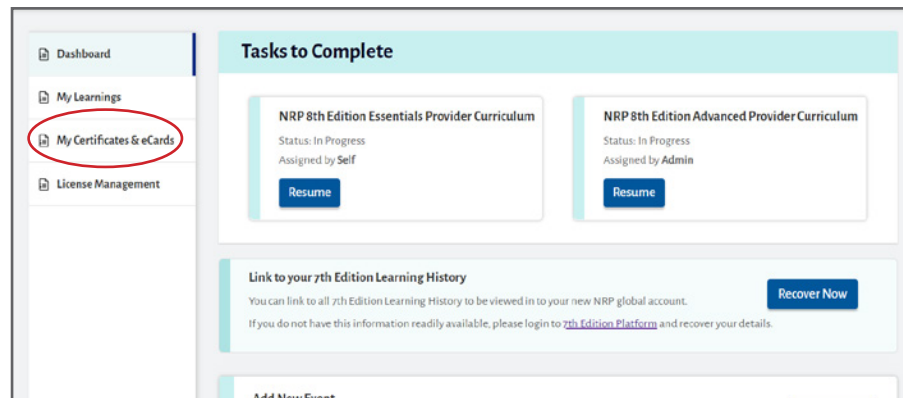 Dashboard
My Learnings
My Certificates & eCards
License Management
Tasks to Complete
NRP 8th Edition Essentials Provider Curriculum
Status: In Progress
Assigned by Self
Resume
NRP 8th Edition Advanced Provider Curriculum
Status: In Progress
Assigned by Admin
Resume
Link to your 7th Edition Learning History
You can link to all 7th Edition Learning History to be viewed in to your new NRP global account.
If you do not have this information readily available, please login to 7th Edition Platform and recover your details.
Recover Now
Add New Event